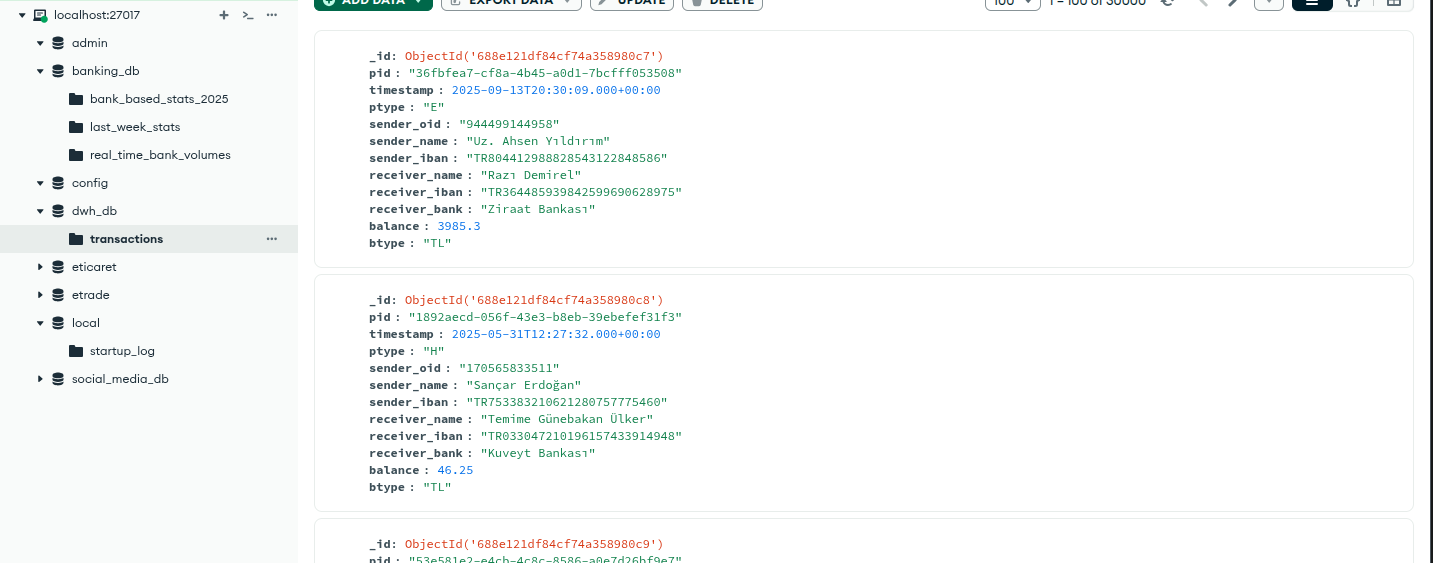 localhost:27017
admin
banking_db
bank_based_stats_2025
last_week_stats
real_time_bank_volumes
config
dwh_db
transactions
eticaret
etrade
local
startup_log
social_media_db
ADD DATA EXPORT DATA UPDATE DELETE 100 1 – 100 of 30000
_id: ObjectId('688e121df84cf74a358980c7')
pid : "36fbfea7-cf8a-4b45-a0d1-7bcfff053508"
timestamp : 2025-09-13T20:30:09.000+00:00
ptype : "E"
sender_oid : "944499144958"
sender_name : "Uz. Ahsen Yıldırım"
sender_iban : "TR804412988828543122848586"
receiver_name : "Razı Demirel"
receiver_iban : "TR364485939842599690628975"
receiver_bank : "Ziraat Bankası"
balance : 3985.3
btype : "TL"
_id: ObjectId('688e121df84cf74a358980c8')
pid : "1892aecd-056f-43e3-b8eb-39ebefef31f3"
timestamp : 2025-05-31T12:27:32.000+00:00
ptype : "H"
sender_oid : "170565833511"
sender_name : "Sançar Erdoğan"
sender_iban : "TR753383210621280757775460"
receiver_name : "Temime Günebakan Ülker"
receiver_iban : "TR033047210196157433914948"
receiver_bank : "Kuveyt Bankası"
balance : 46.25
btype : "TL"
_id: ObjectId('688e121df84cf74a358980c9')
pid : "53e581e2-e4cb-4c8c-8586-a0e7d26bf9e7"